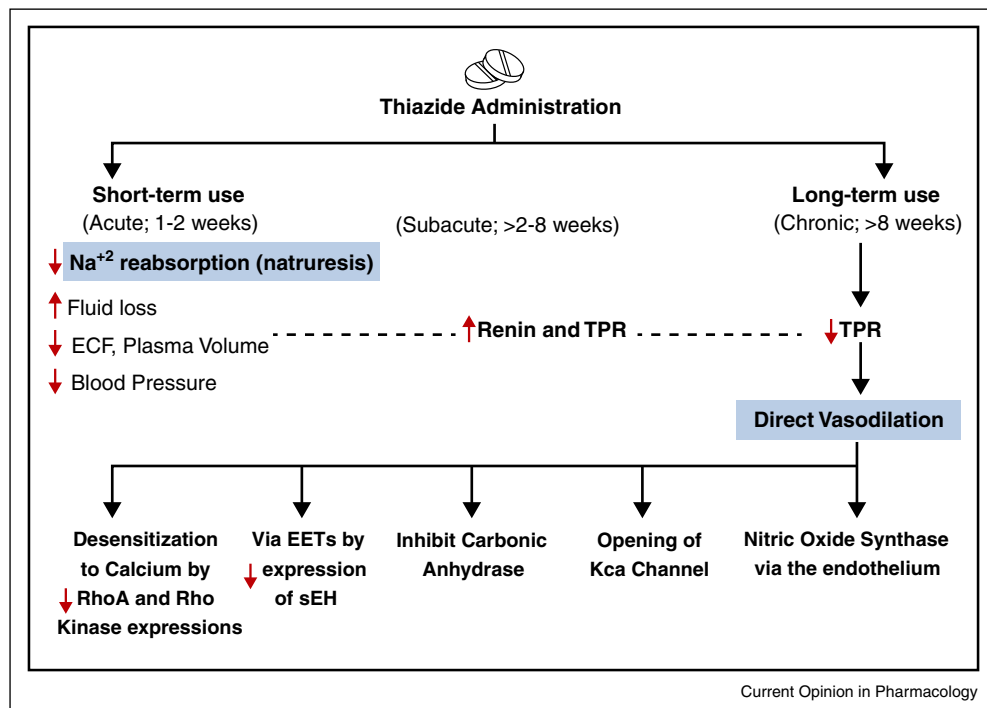 Thiazide Administration
Short-term use
(Acute; 1-2 weeks)
(Subacute; >2-8 weeks)
Long-term use
(Chronic; >8 weeks)
Na⁺² reabsorption (natruresis)
Fluid loss
ECF, Plasma Volume
Blood Pressure
Renin and TPR
TPR
Direct Vasodilation
Desensitization
to Calcium by
RhoA and Rho
Kinase expressions
Via EETs by
expression
of sEH
Inhibit Carbonic
Anhydrase
Opening of
Kca Channel
Nitric Oxide Synthase
via the endothelium
Current Opinion in Pharmacology